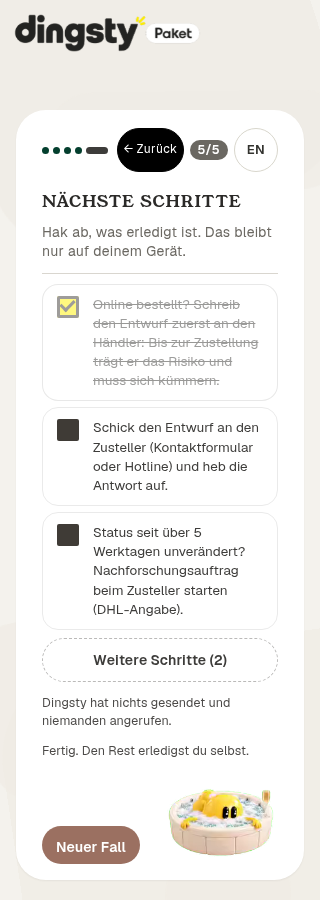 dingsty Paket
← Zurück 5/5 EN
NÄCHSTE SCHRITTE
Hak ab, was erledigt ist. Das bleibt
nur auf deinem Gerät.
Online bestellt? Schreib
den Entwurf zuerst an den
Händler: Bis zur Zustellung
trägt er das Risiko und
muss sich kümmern.
Schick den Entwurf an den
Zusteller (Kontaktformular
oder Hotline) und heb die
Antwort auf.
Status seit über 5
Werktagen unverändert?
Nachforschungsauftrag
beim Zusteller starten
(DHL-Angabe).
Weitere Schritte (2)
Dingsty hat nichts gesendet und
niemanden angerufen.
Fertig. Den Rest erledigst du selbst.
Neuer Fall